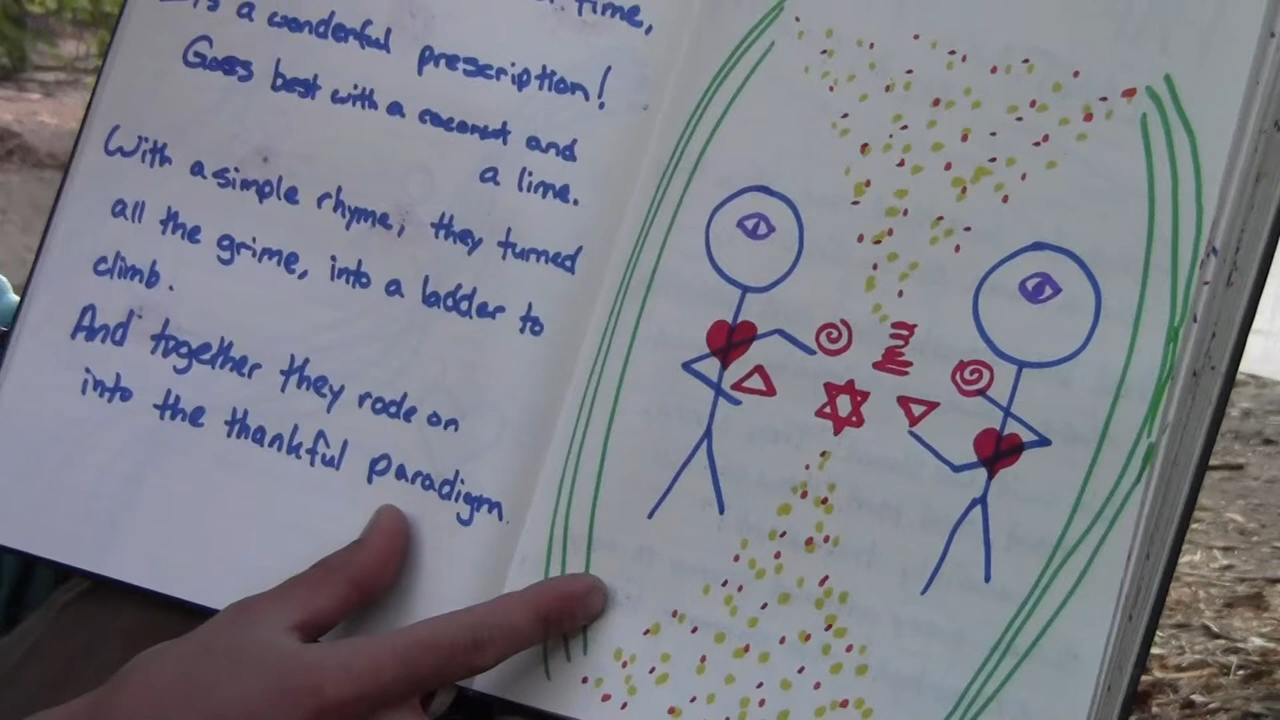 time,
is a wonderful prescription!
Goes best with a coconut and
a lime.
With a simple rhyme, they turned
all the grime, into a ladder to
climb.
And together they rode on
into the thankful paradigm.